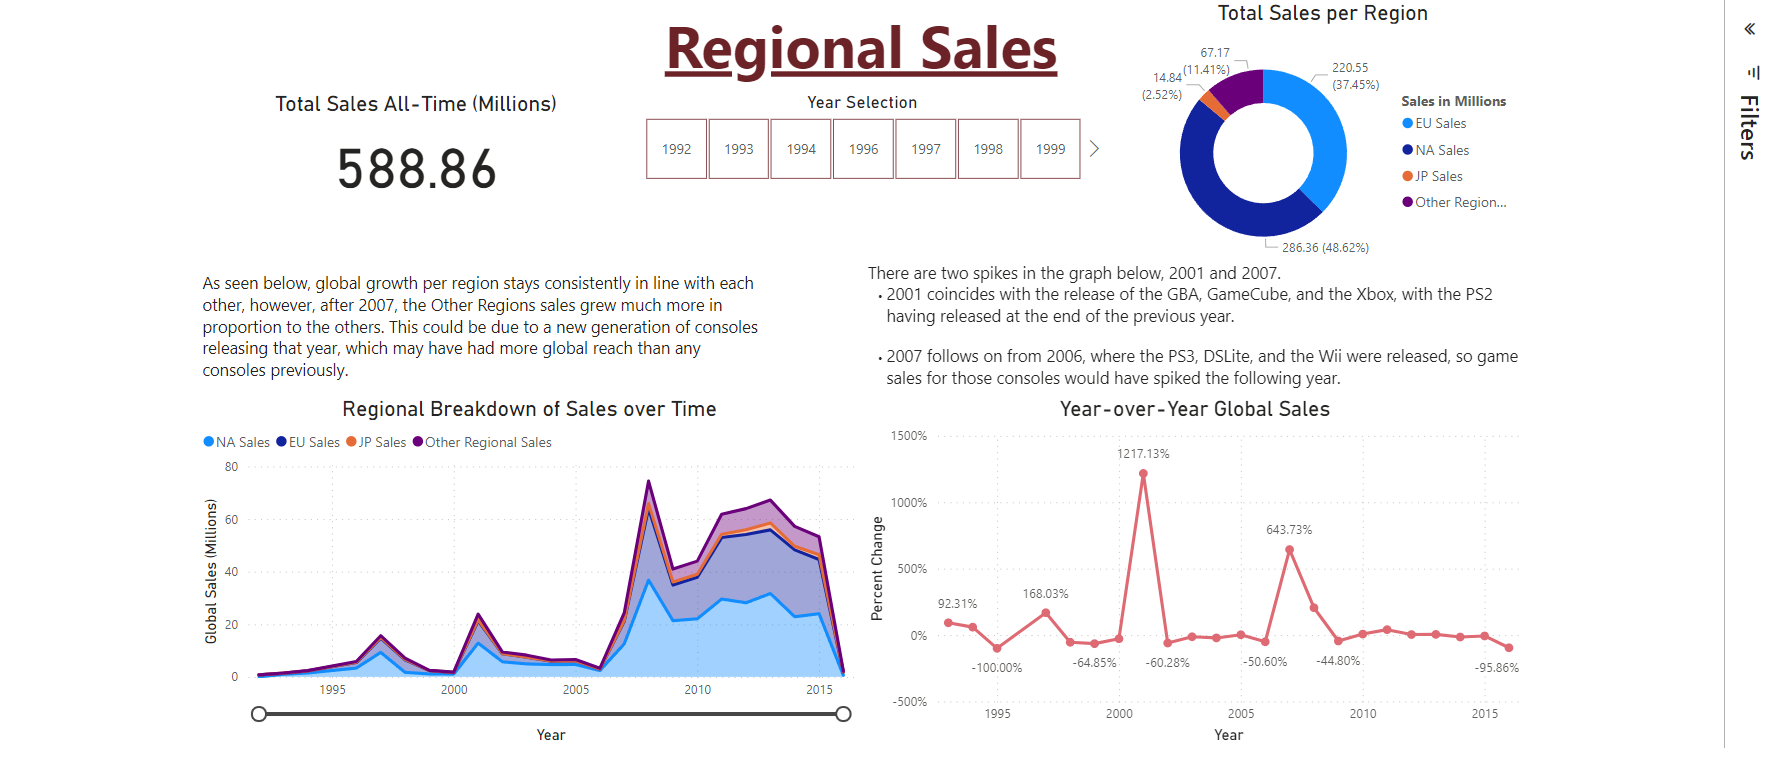 Regional Sales
Total Sales All-Time (Millions)
588.86
Year Selection
1992 1993 1994 1996 1997 1998 1999
Total Sales per Region
67.17
(11.41%)
14.84
(2.52%)
220.55
(37.45%)
286.36 (48.62%)
Sales in Millions
EU Sales
NA Sales
JP Sales
Other Region...
Filters
As seen below, global growth per region stays consistently in line with each
other, however, after 2007, the Other Regions sales grew much more in
proportion to the others. This could be due to a new generation of consoles
releasing that year, which may have had more global reach than any
consoles previously.
There are two spikes in the graph below, 2001 and 2007.
• 2001 coincides with the release of the GBA, GameCube, and the Xbox, with the PS2
having released at the end of the previous year.
• 2007 follows on from 2006, where the PS3, DSLite, and the Wii were released, so game
sales for those consoles would have spiked the following year.
Regional Breakdown of Sales over Time
NA Sales EU Sales JP Sales Other Regional Sales
Global Sales (Millions)
80
60
40
20
0
1995 2000 2005 2010 2015
Year
Year-over-Year Global Sales
Percent Change
1500%
1000%
500%
0%
-500%
92.31%
-100.00%
168.03%
-64.85%
1217.13%
-60.28%
-50.60%
643.73%
-44.80%
-95.86%
1995 2000 2005 2010 2015
Year